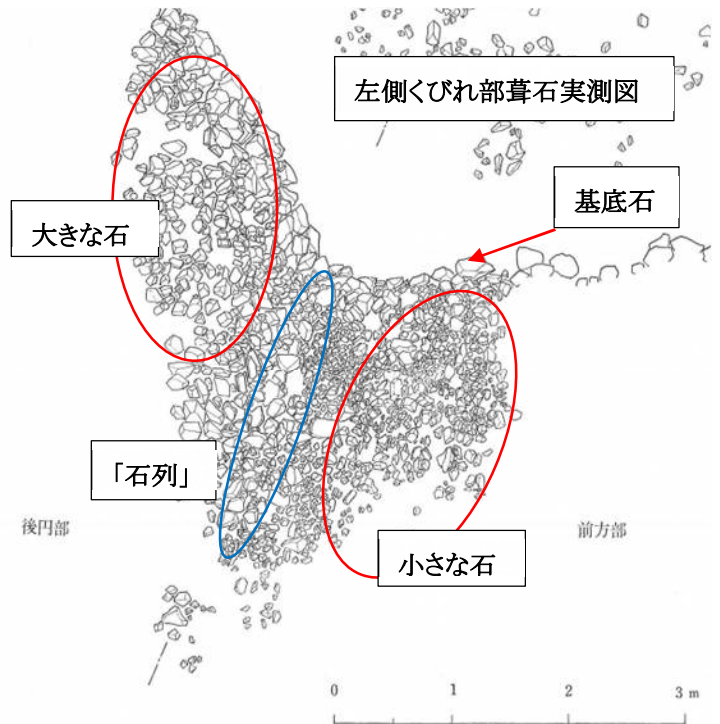 左側くびれ部葺石実測図
基底石
大きな石
「石列」
後円部
前方部
小さな石
0 1 2 3 m